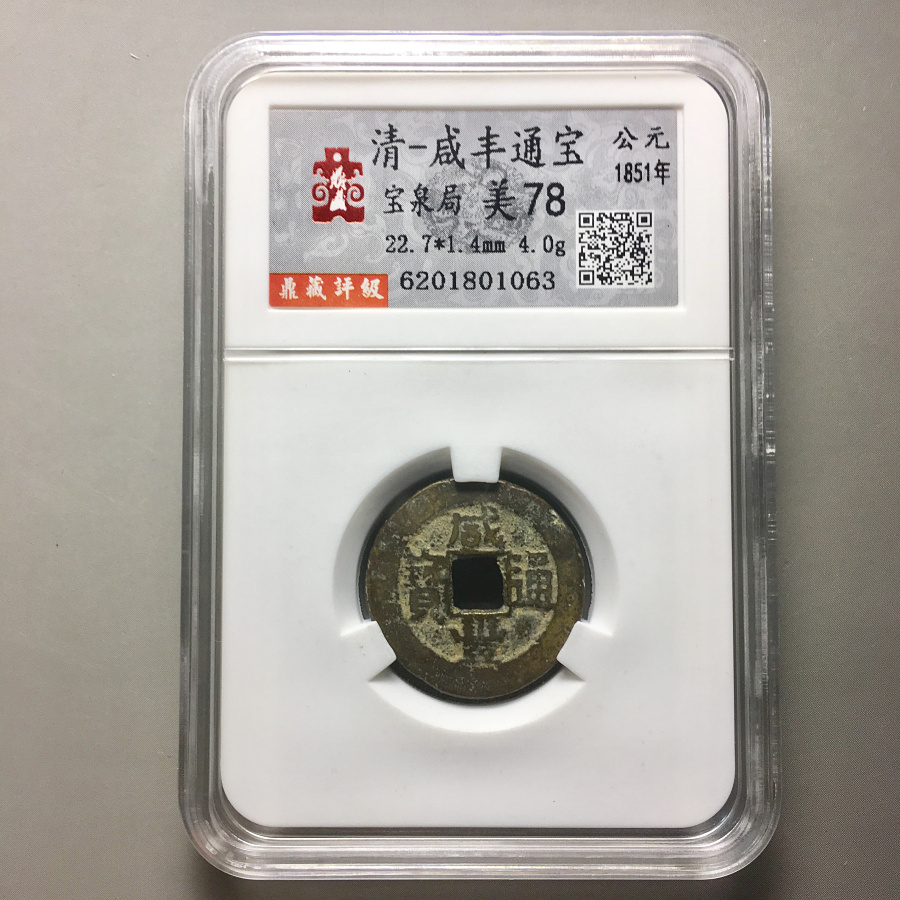 清-咸丰通宝
公元
1851年
宝泉局 美78
22.7*1.4mm 4.0g
鼎藏評級 6201801063
咸豐通寶